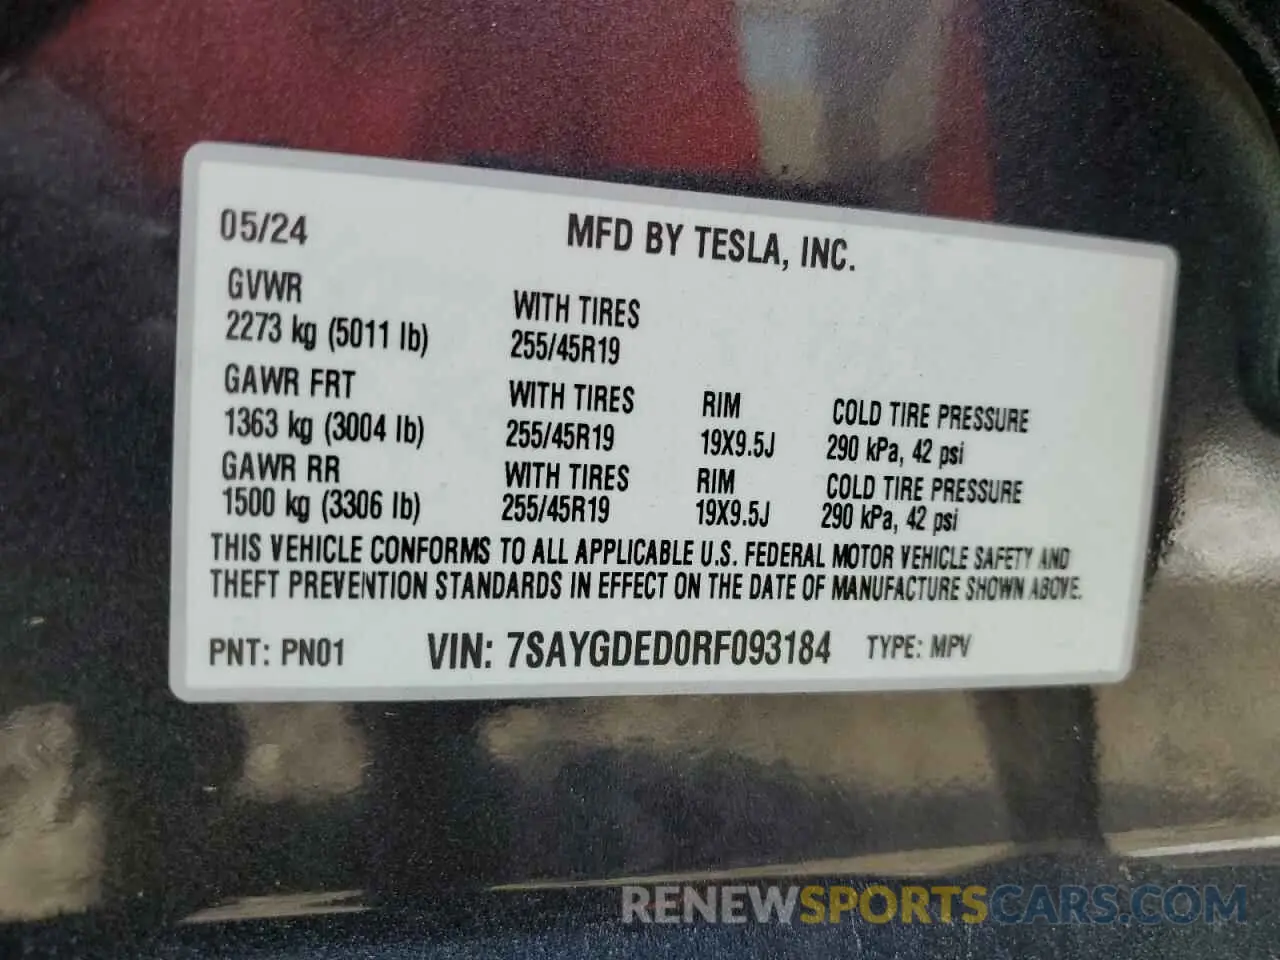 05/24 MFD BY TESLA, INC.
GVWR WITH TIRES
2273 kg (5011 lb) 255/45R19
GAWR FRT WITH TIRES RIM COLD TIRE PRESSURE
1363 kg (3004 lb) 255/45R19 19X9.5J 290 kPa, 42 psi
GAWR RR WITH TIRES RIM COLD TIRE PRESSURE
1500 kg (3306 lb) 255/45R19 19X9.5J 290 kPa, 42 psi
THIS VEHICLE CONFORMS TO ALL APPLICABLE U.S. FEDERAL MOTOR VEHICLE SAFETY AND
THEFT PREVENTION STANDARDS IN EFFECT ON THE DATE OF MANUFACTURE SHOWN ABOVE.
PNT: PN01 VIN: 7SAYGDED0RF093184 TYPE: MPV
RENEWSPORTSCARS.COM